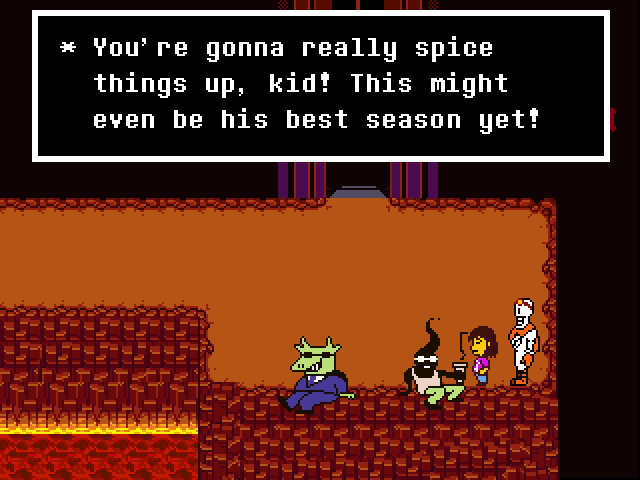 * You're gonna really spice
things up, kid! This might
even be his best season yet!